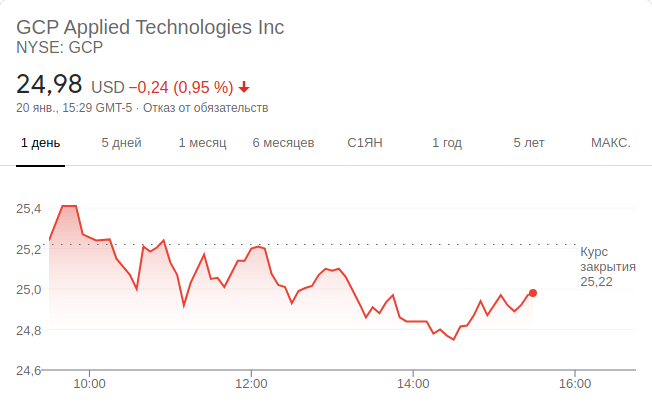 GCP Applied Technologies Inc
NYSE: GCP
24,98 USD −0,24 (0,95 %)
20 янв., 15:29 GMT-5 · Отказ от обязательств
1 день 5 дней 1 месяц 6 месяцев С1ЯН 1 год 5 лет МАКС.
25,4
25,2
Курс
закрытия
25,22
25,0
24,8
24,6
10:00 12:00 14:00 16:00